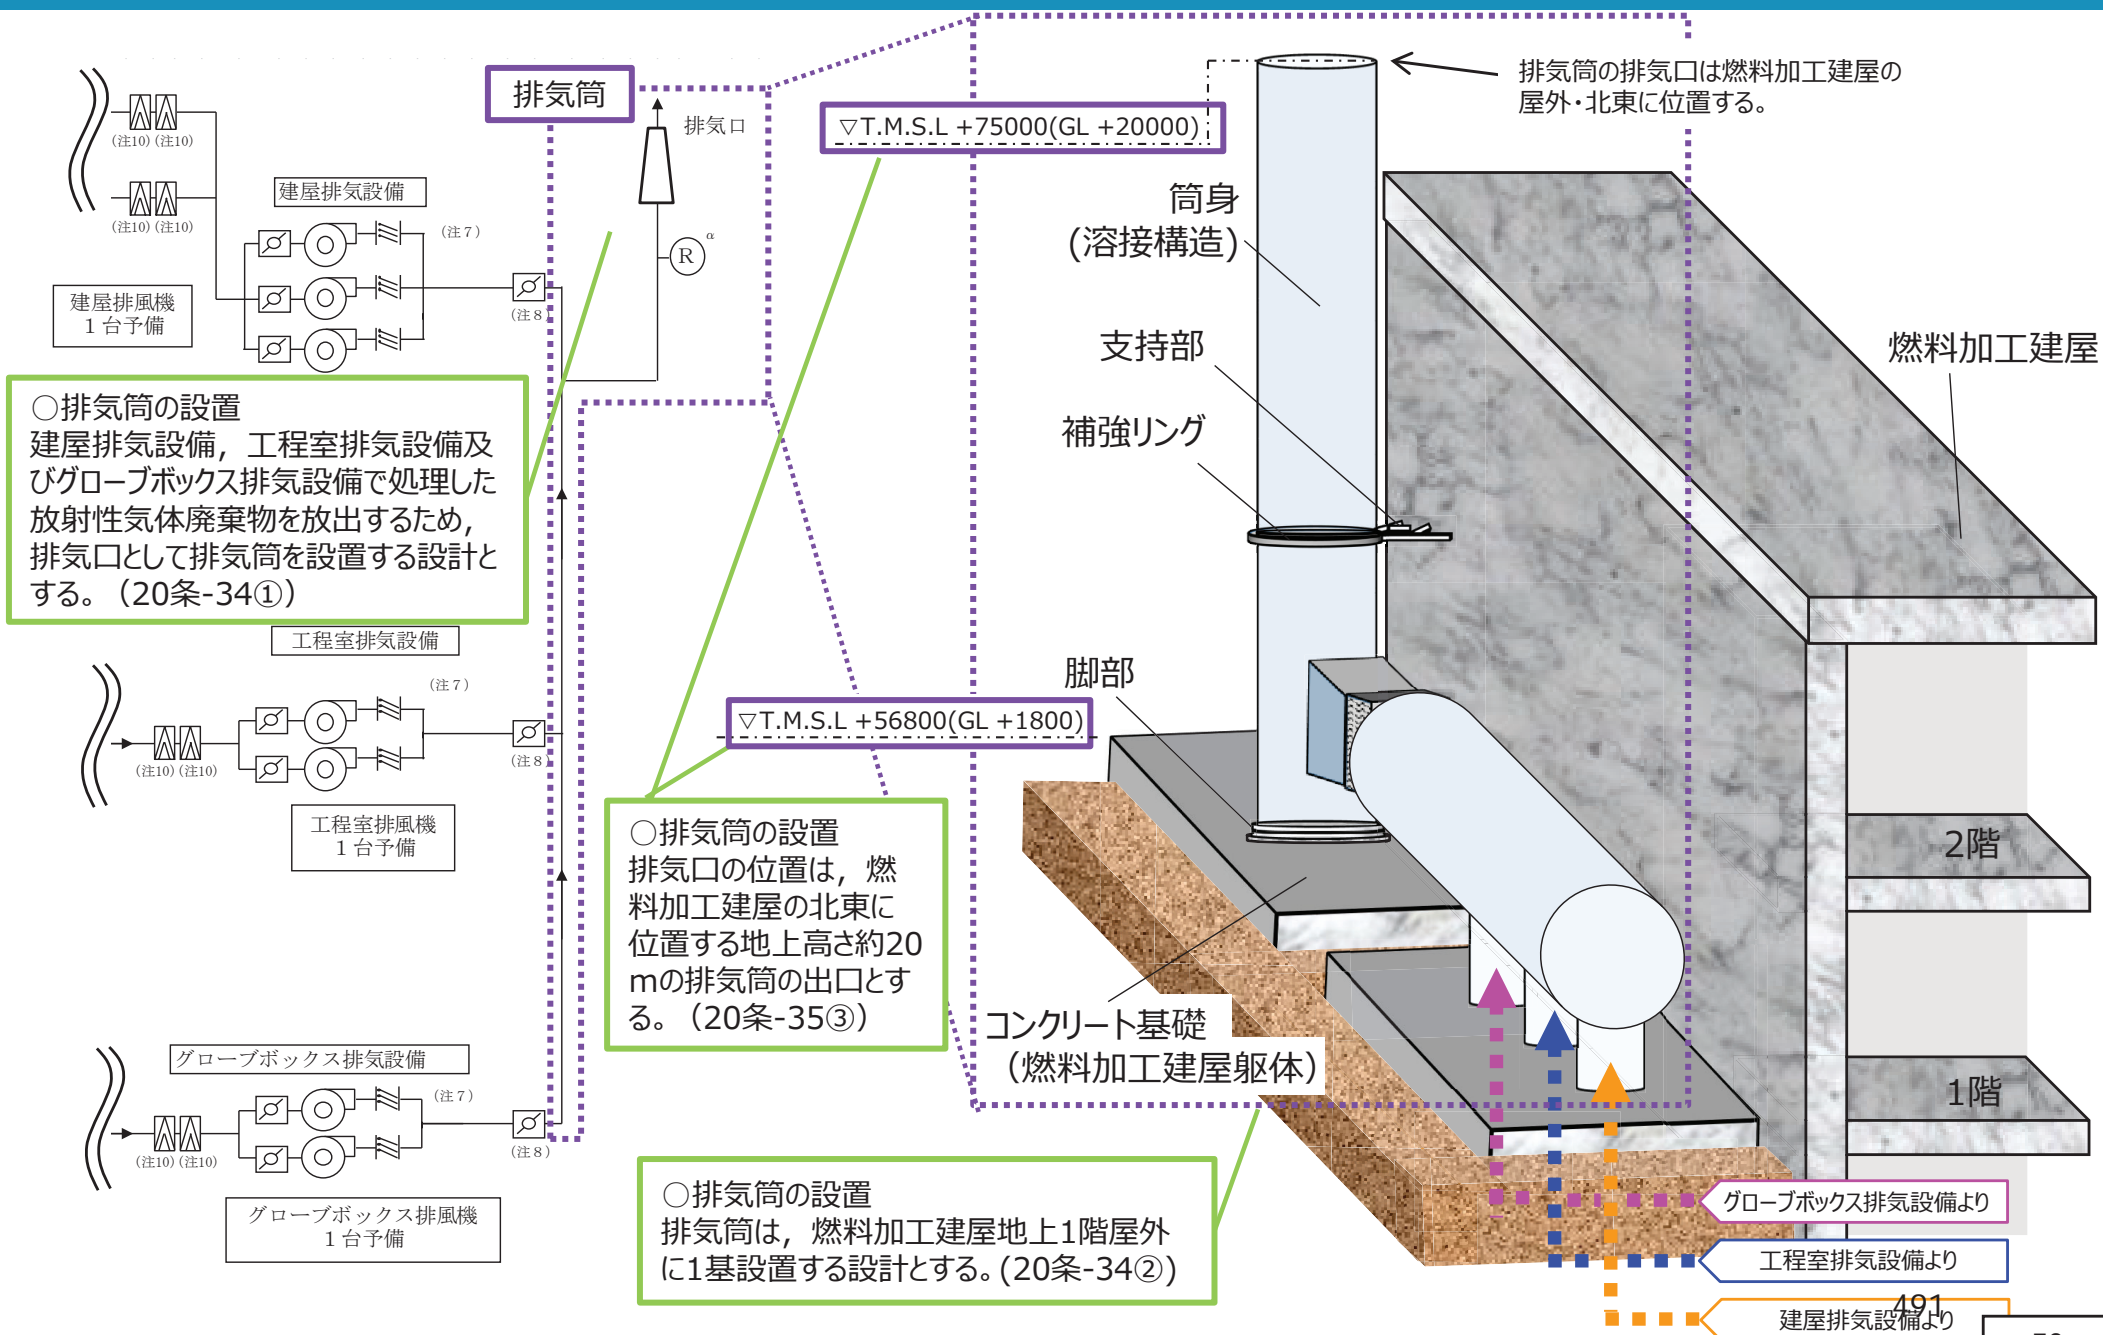 排気筒
排気口
▽T.M.S.L +75000(GL +20000)
排気筒の排気口は燃料加工建屋の
屋外・北東に位置する。
(注10)(注10)
(注10)(注10)
建屋排気設備
(注7)
(注8)
R
α
建屋排風機
1台予備
筒身
(溶接構造)
支持部
補強リング
燃料加工建屋
○排気筒の設置
建屋排気設備，工程室排気設備及
びグローブボックス排気設備で処理した
放射性気体廃棄物を放出するため，
排気口として排気筒を設置する設計と
する。（20条-34①）
工程室排気設備
(注7)
(注8)
(注10)(注10)
工程室排風機
1台予備
脚部
▽T.M.S.L +56800(GL +1800)
○排気筒の設置
排気口の位置は，燃
料加工建屋の北東に
位置する地上高さ約20
mの排気筒の出口とす
る。（20条-35③）
2階
コンクリート基礎
（燃料加工建屋躯体）
1階
グローブボックス排気設備
(注7)
(注8)
(注10)(注10)
グローブボックス排風機
1台予備
○排気筒の設置
排気筒は，燃料加工建屋地上1階屋外
に1基設置する設計とする。(20条-34②)
グローブボックス排気設備より
工程室排気設備より
建屋排気設備より
491